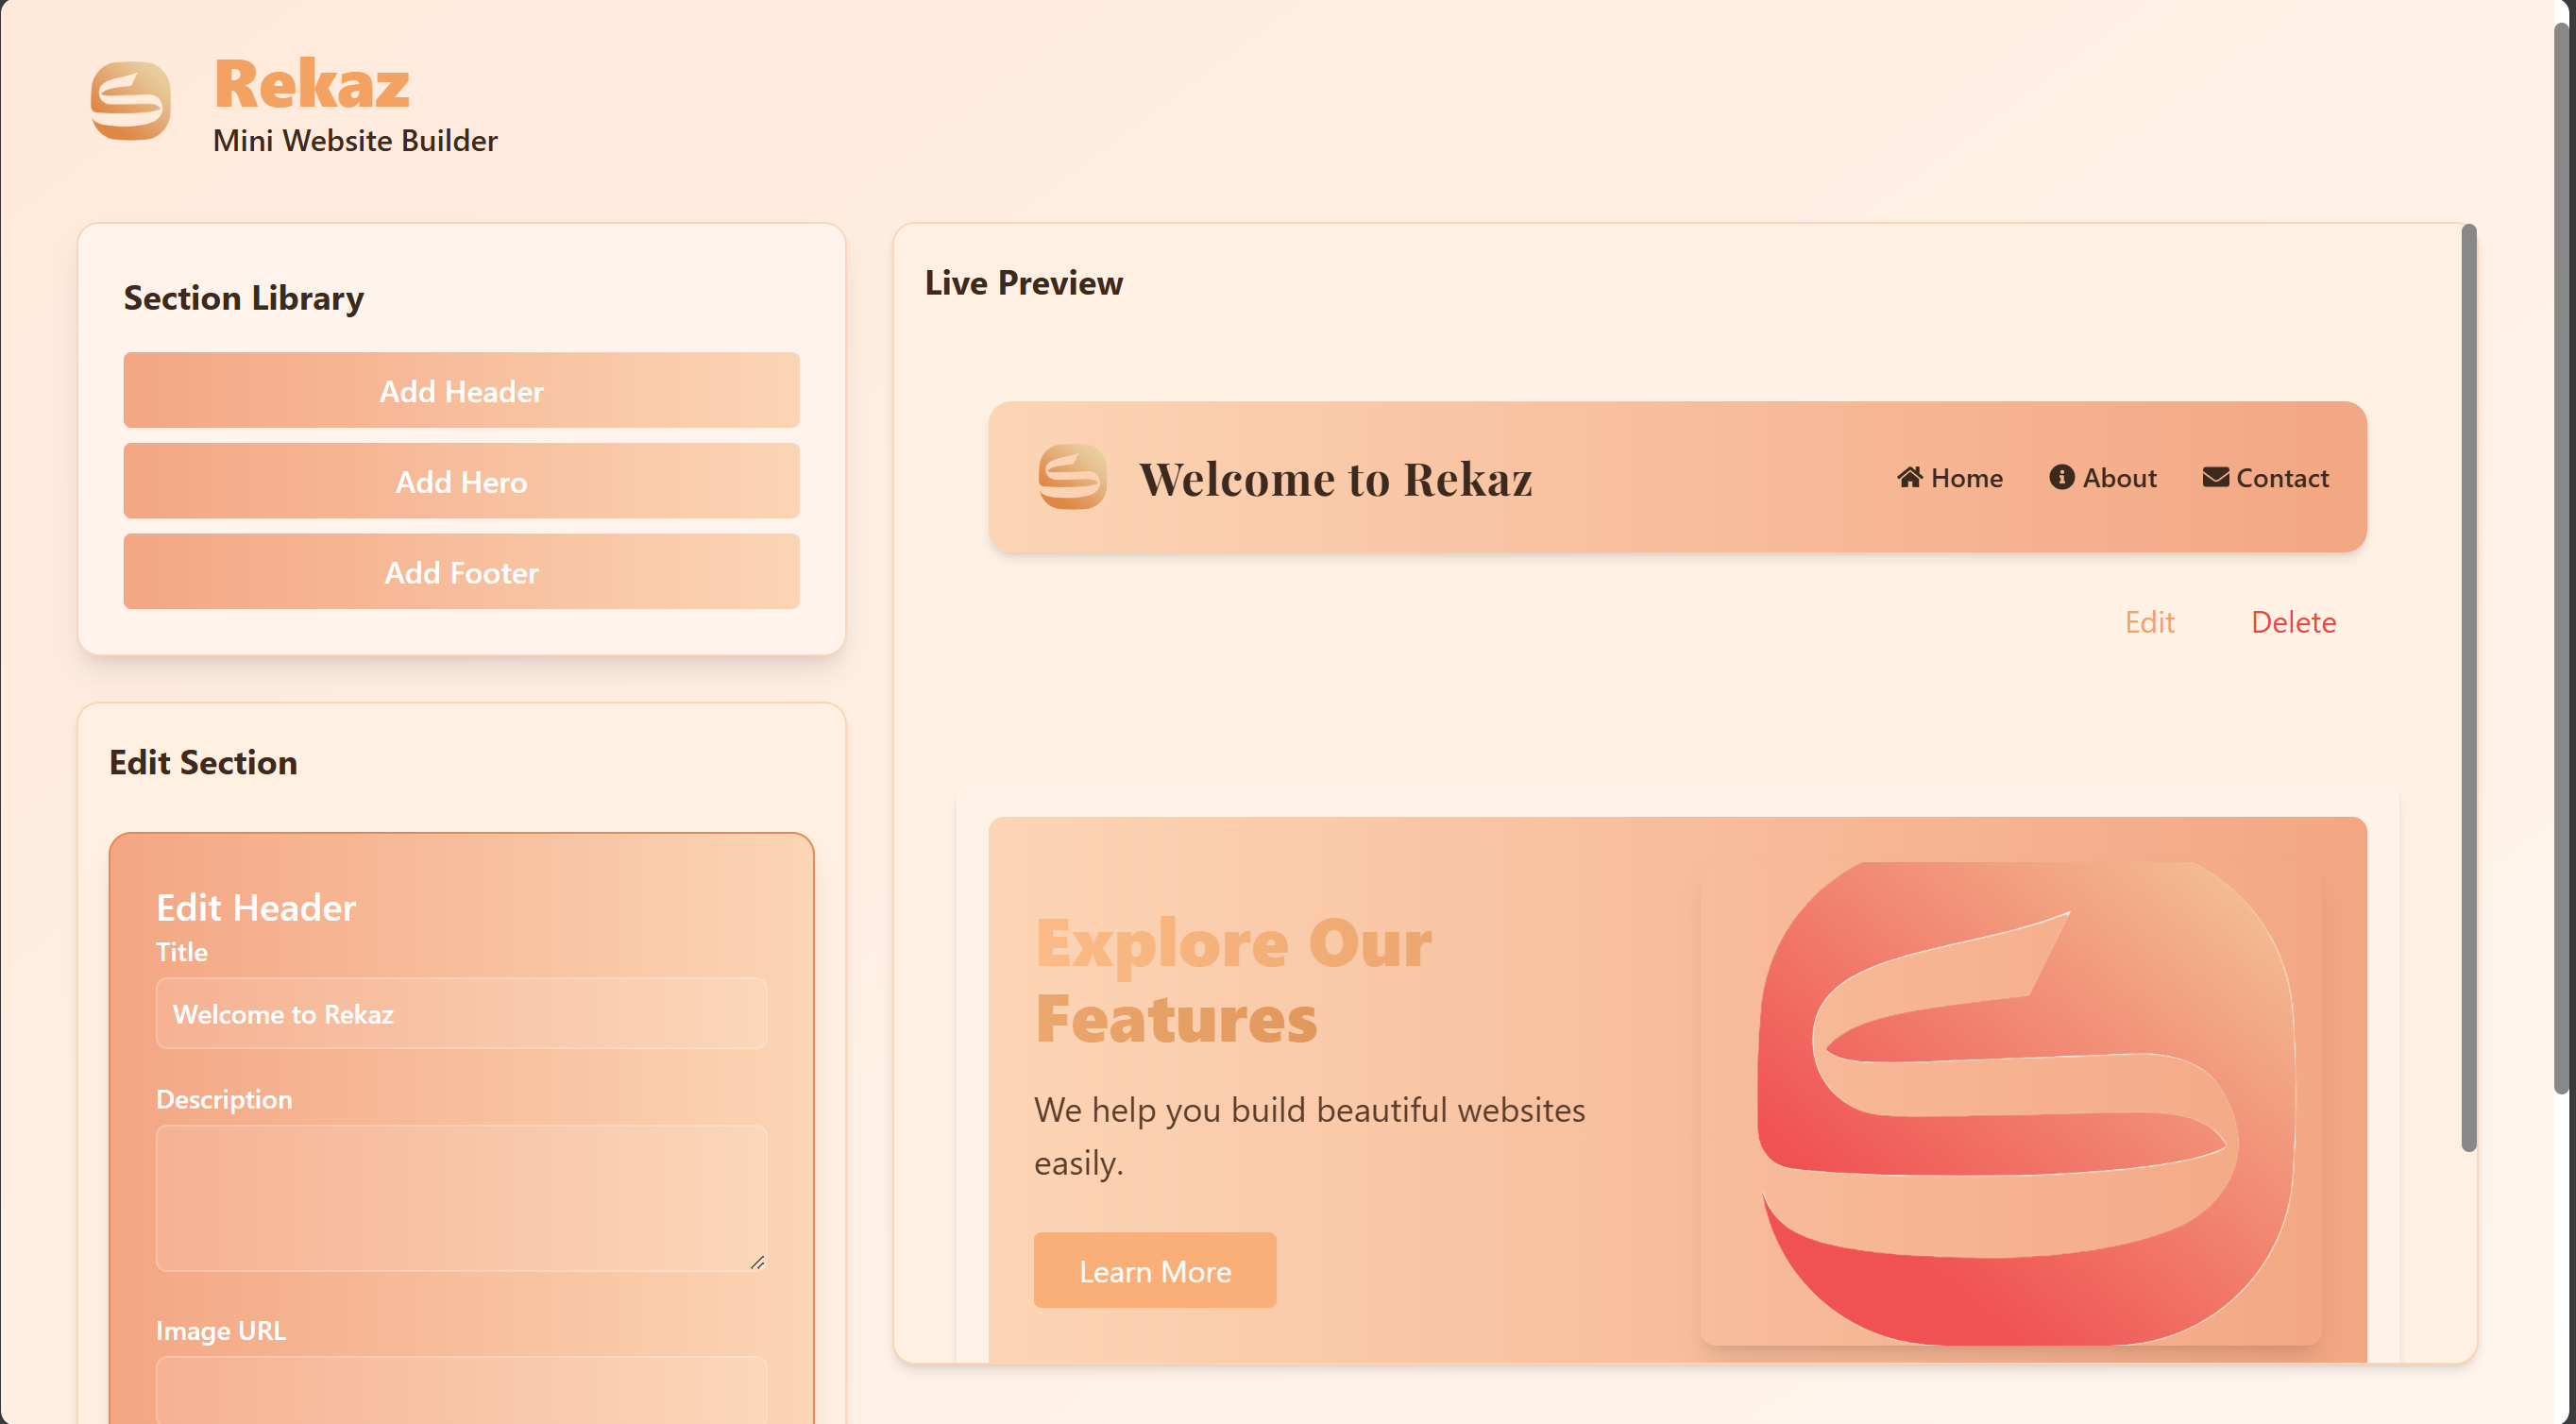 Rekaz
Mini Website Builder
Section Library
Add Header
Add Hero
Add Footer
Edit Section
Edit Header
Title
Welcome to Rekaz
Description
Image URL
Live Preview
Welcome to Rekaz
Home
About
Contact
Edit
Delete
Explore Our
Features
We help you build beautiful websites
easily.
Learn More